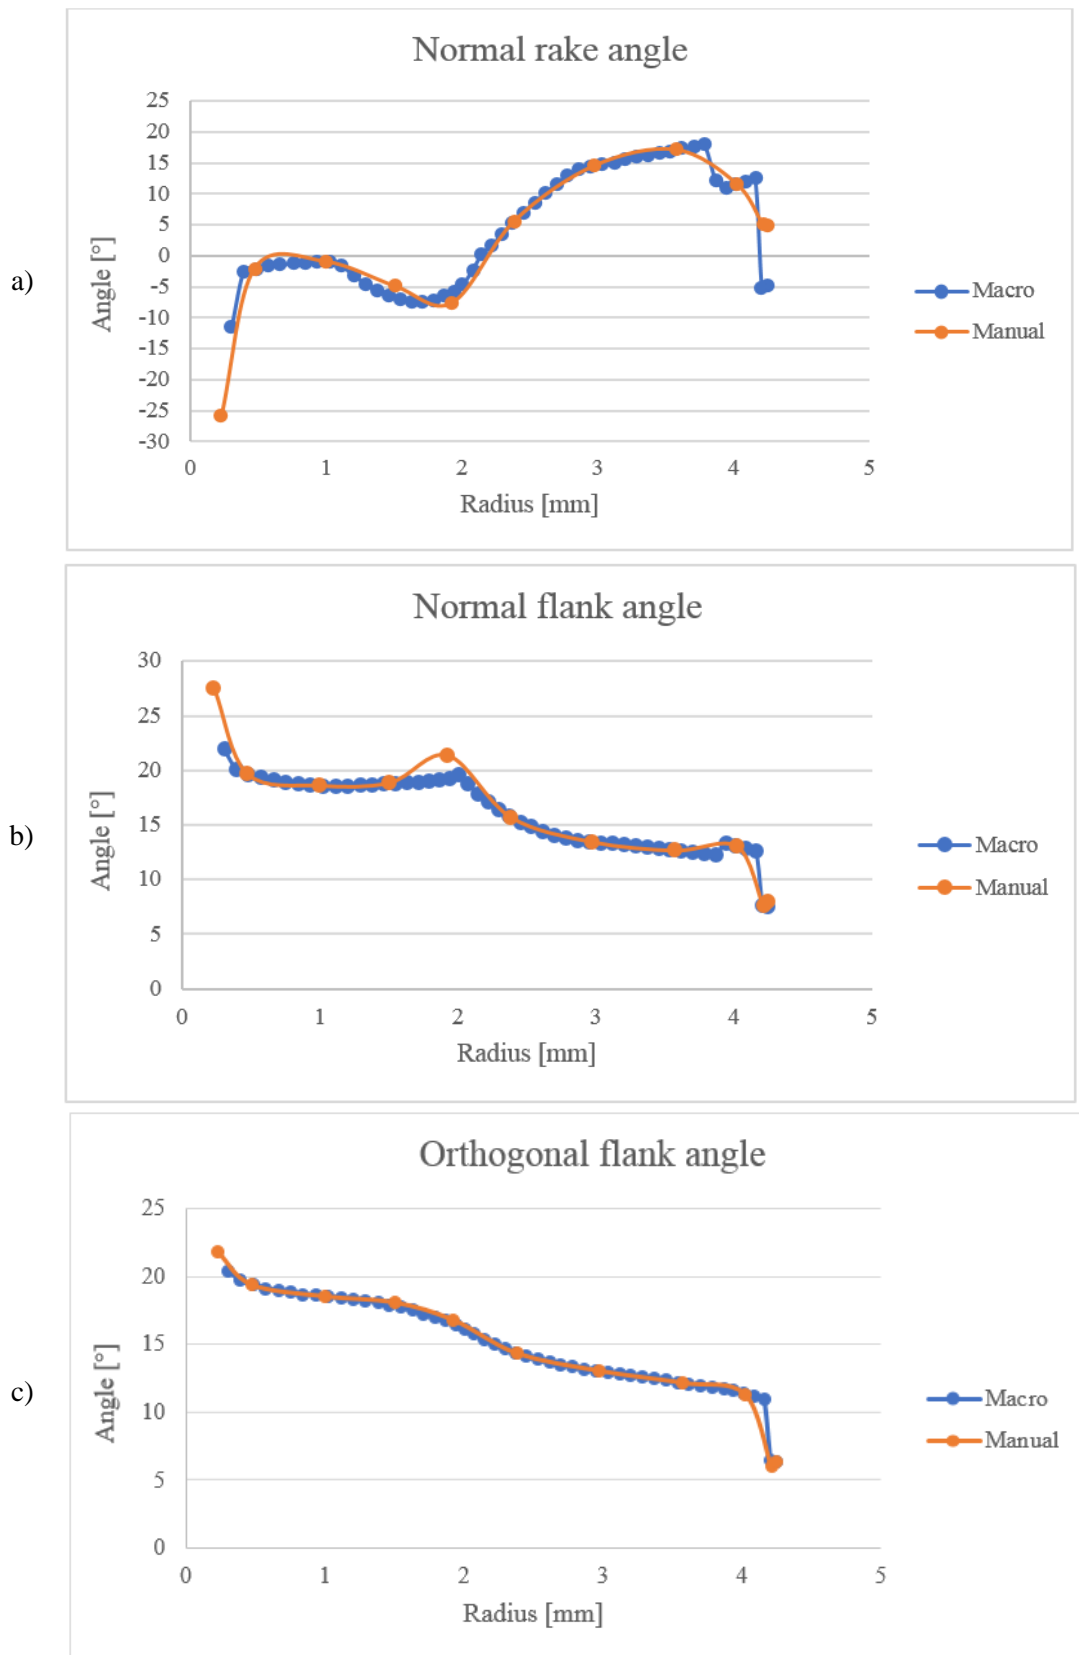 a)
Normal rake angle
25
20
15
10
5
0
-5
-10
-15
-20
-25
-30
Angle [°]
0 1 2 3 4 5
Radius [mm]
Macro
Manual
b)
Normal flank angle
30
25
20
15
10
5
0
Angle [°]
0 1 2 3 4 5
Radius [mm]
Macro
Manual
c)
Orthogonal flank angle
25
20
15
10
5
0
Angle [°]
0 1 2 3 4 5
Radius [mm]
Macro
Manual